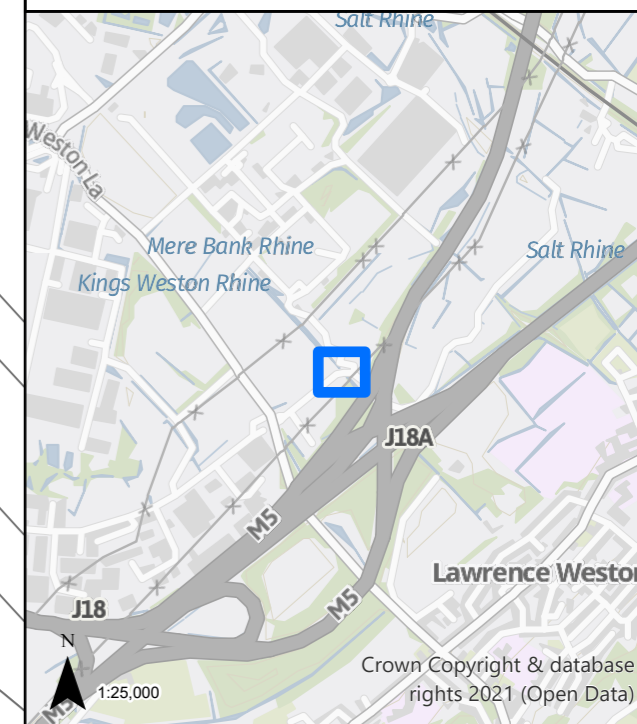 Salt Rhine
Weston La
Mere Bank Rhine
Kings Weston Rhine
Salt Rhine
J18A
M5
Lawrence Weston
M5
J18
N
1:25,000
M5
Crown Copyright & database
rights 2021 (Open Data)